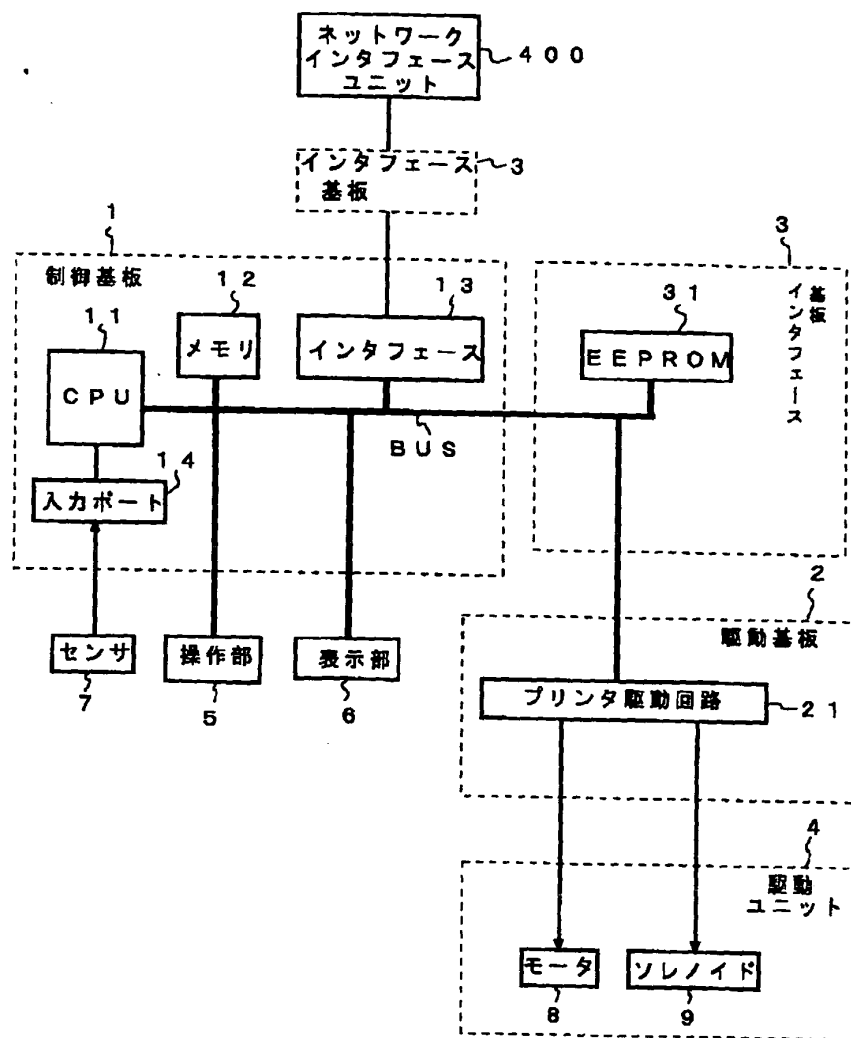 ネットワーク
インタフェース
ユニット
400
インタフェース
基板
3
1
制御基板
11
CPU
12
メモリ
13
インタフェース
3
基板
インタフェース
31
EEPROM
BUS
14
入力ポート
センサ
7
操作部
5
表示部
6
2
駆動基板
プリンタ駆動回路
21
4
駆動
ユニット
モータ
8
ソレノイド
9